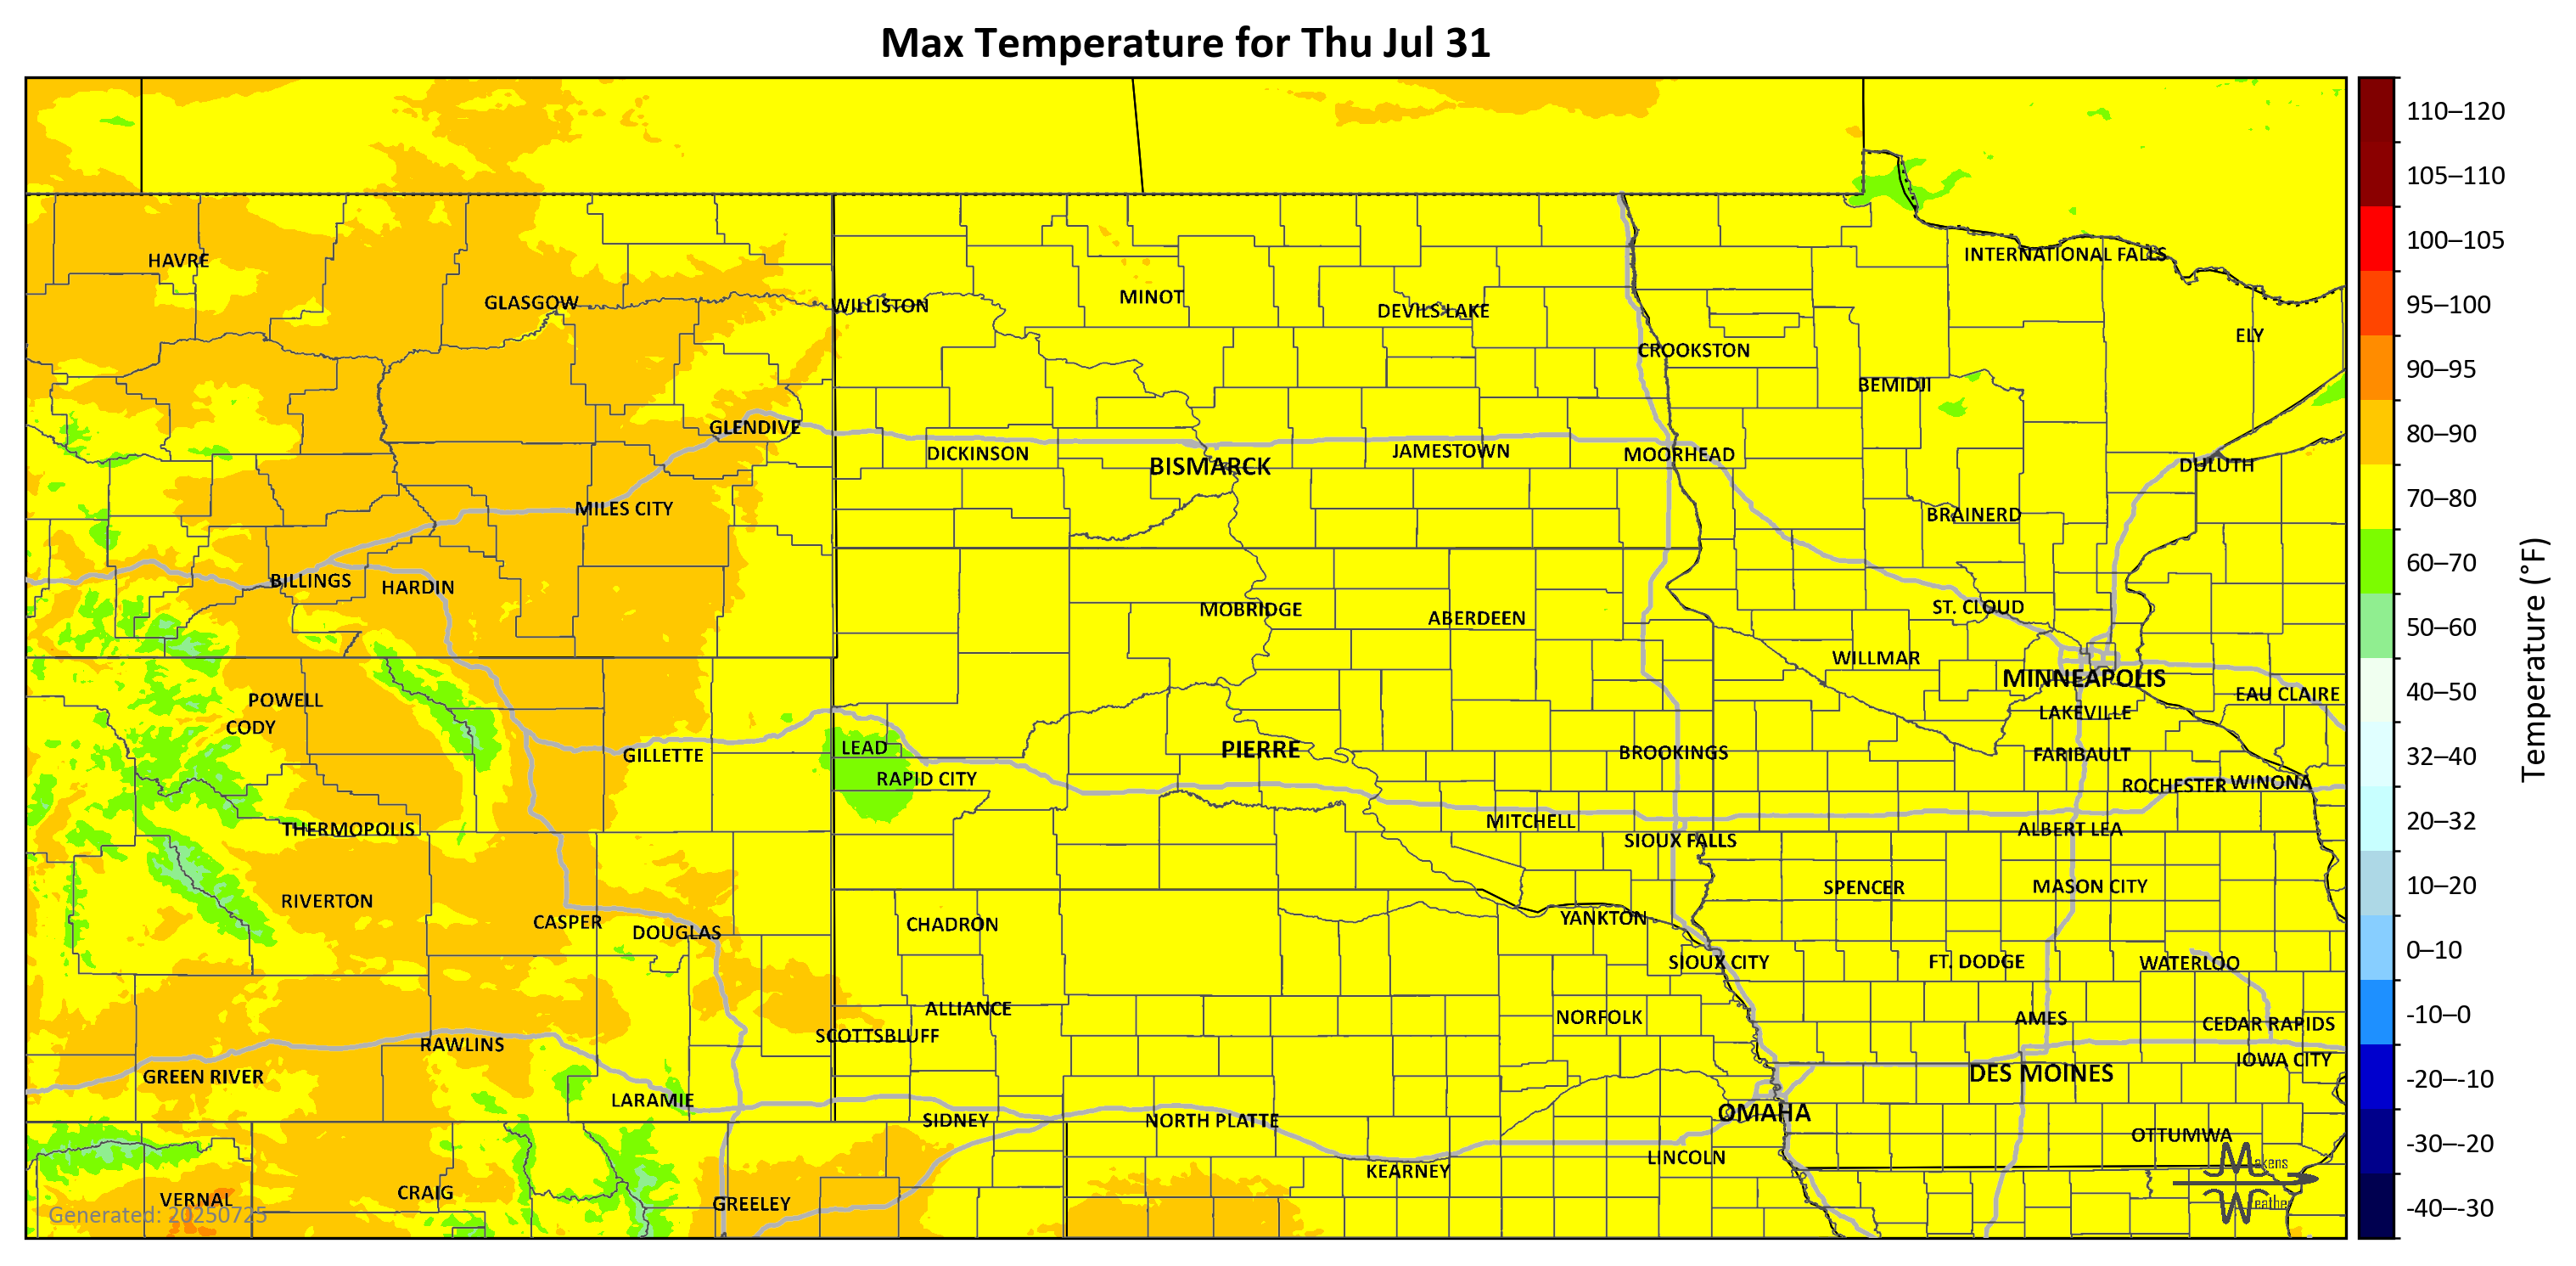 Max Temperature for Thu Jul 31
HAVRE
GLASGOW
WILLISTON
MINOT
DEVILS LAKE
INTERNATIONAL FALLS
ELY
CROOKSTON
BEMIDJI
GLENDIVE
DICKINSON
BISMARCK
JAMESTOWN
MOORHEAD
DULUTH
MILES CITY
BRAINERD
BILLINGS
HARDIN
MOBRIDGE
ABERDEEN
ST. CLOUD
WILLMAR
MINNEAPOLIS
EAU CLAIRE
POWELL
LAKEVILLE
CODY
GILLETTE
LEAD
PIERRE
BROOKINGS
FARIBAULT
RAPID CITY
ROCHESTER
WINONA
THERMOPOLIS
MITCHELL
SIOUX FALLS
ALBERT LEA
RIVERTON
SPENCER
MASON CITY
CASPER
DOUGLAS
CHADRON
YANKTON
SIOUX CITY
FT. DODGE
WATERLOO
ALLIANCE
NORFOLK
AMES
CEDAR RAPIDS
SCOTTSBLUFF
RAWLINS
IOWA CITY
GREEN RIVER
DES MOINES
LARAMIE
SIDNEY
NORTH PLATTE
OMAHA
OTTUMWA
LINCOLN
KEARNEY
VERNAL
CRAIG
GREELEY
Generated: 20250725
Makens
Weather
110–120
105–110
100–105
95–100
90–95
80–90
70–80
60–70
50–60
40–50
32–40
20–32
10–20
0–10
-10–0
-20–-10
-30–-20
-40–-30
Temperature (°F)